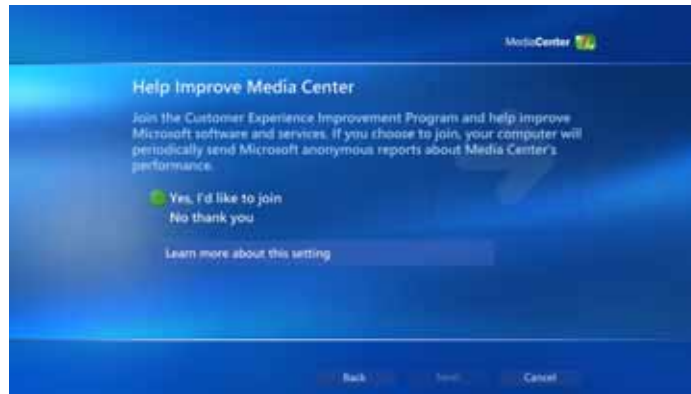 MediaCenter
Help Improve Media Center
Join the Customer Experience Improvement Program and help improve
Microsoft software and services. If you choose to join, your computer will
periodically send Microsoft anonymous reports about Media Center's
performance.
Yes, I'd like to join
No thank you
Learn more about this setting
Back Next Cancel